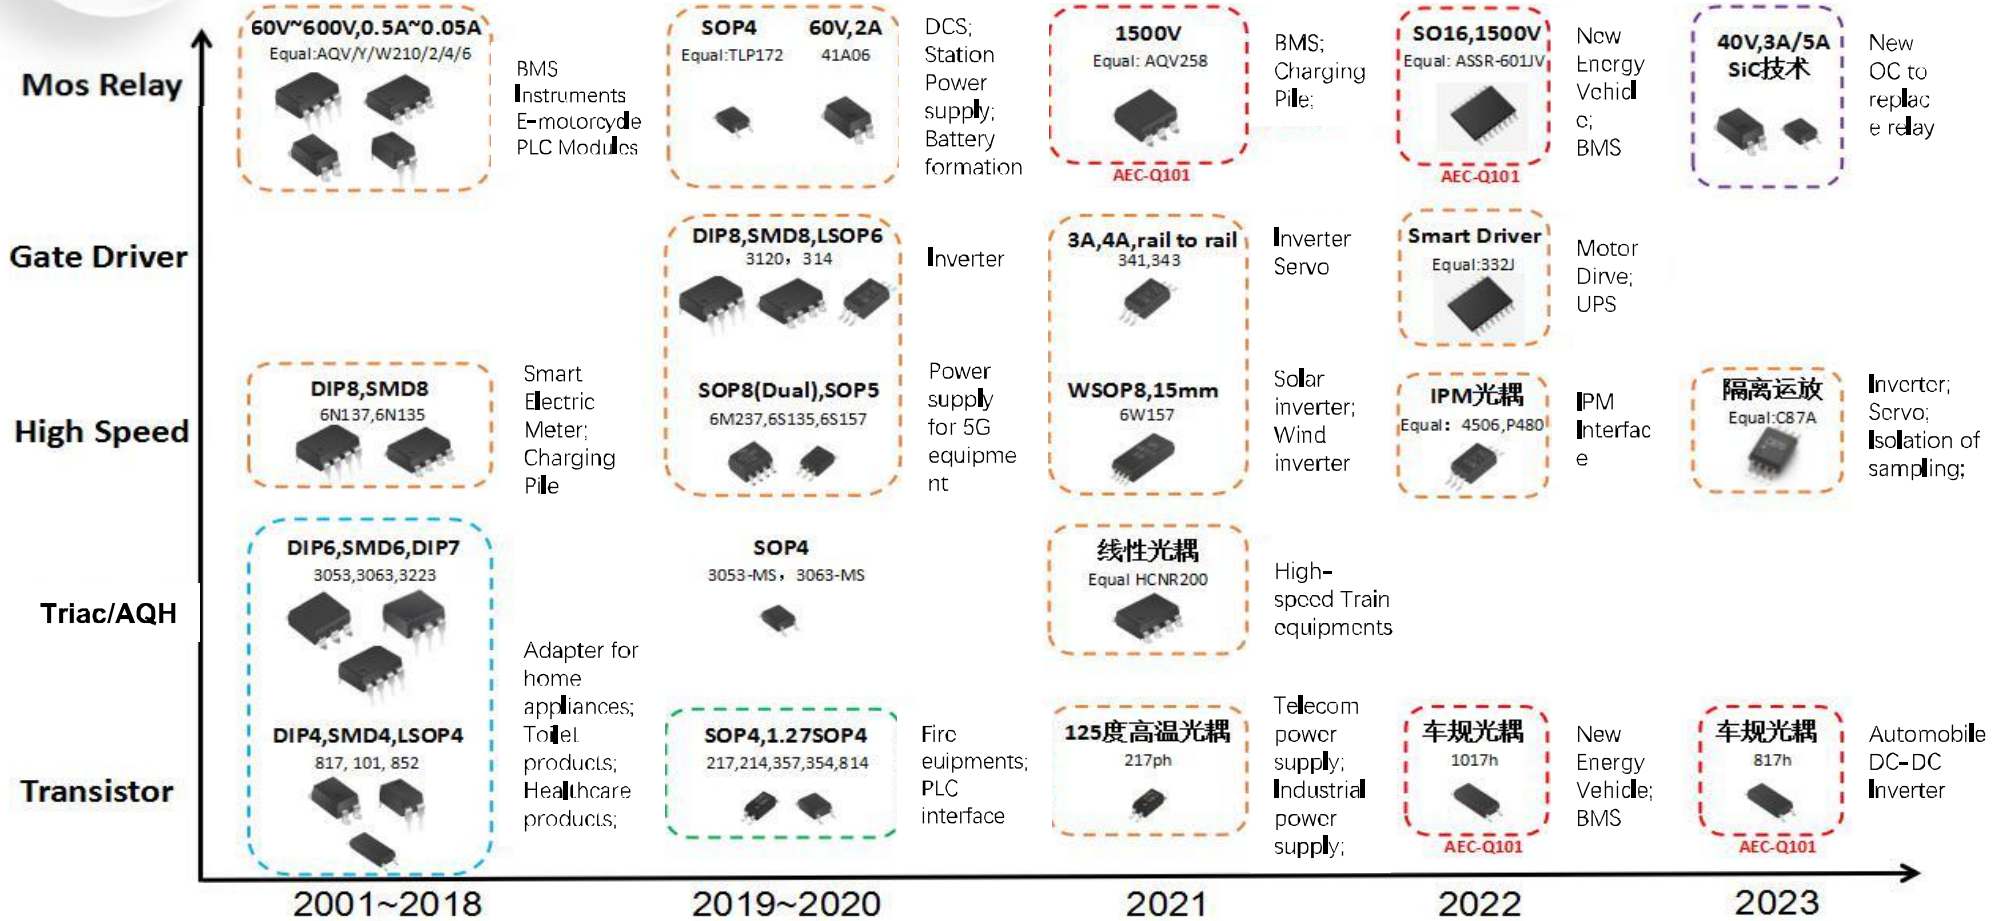 Mos Relay
60V~600V,0.5A~0.05A
Equal:AQV/Y/W210/2/4/6
BMS
Instruments
E-motorcycle
PLC Modules
SOP4
60V,2A
Equal:TLP172
41A06
DCS;
Station
Power
supply;
Battery
formation
1500V
Equal: AQV258
AEC-Q101
BMS;
Charging
Pile;
SO16,1500V
Equal: ASSR-601JV
AEC-Q101
New
Energy
Vehicl
e;
BMS
40V,3A/5A
SiC技术
New
OC to
replac
e relay
Gate Driver
DIP8,SMD8,LSOP6
3120，314
Inverter
3A,4A,rail to rail
341,343
Inverter
Servo
Smart Driver
Equal:332J
Motor
Dirve;
UPS
High Speed
DIP8,SMD8
6N137,6N135
Smart
Electric
Meter;
Charging
Pile
SOP8(Dual),SOP5
6M237,6S135,6S157
Power
supply
for 5G
equipme
nt
WSOP8,15mm
6W157
Solar
inverter;
Wind
inverter
IPM光耦
Equal：4506,P480
IPM
Interfac
e
隔离运放
Equal:C87A
Inverter;
Servo;
Isolation of
sampling;
Triac/AQH
DIP6,SMD6,DIP7
3053,3063,3223
SOP4
3053-MS，3063-MS
线性光耦
Equal HCNR200
High-
speed Train
equipments
Transistor
DIP4,SMD4,LSOP4
817, 101, 852
Adapter for
home
appliances;
Toilet
products;
Healthcare
products;
SOP4,1.27SOP4
217,214,357,354,814
Fire
euipments;
PLC
interface
125度高温光耦
217ph
Telecom
power
supply;
Industrial
power
supply;
车规光耦
1017h
AEC-Q101
New
Energy
Vehicle;
BMS
车规光耦
817h
AEC-Q101
Automobile
DC-DC
Inverter
2001~2018
2019~2020
2021
2022
2023